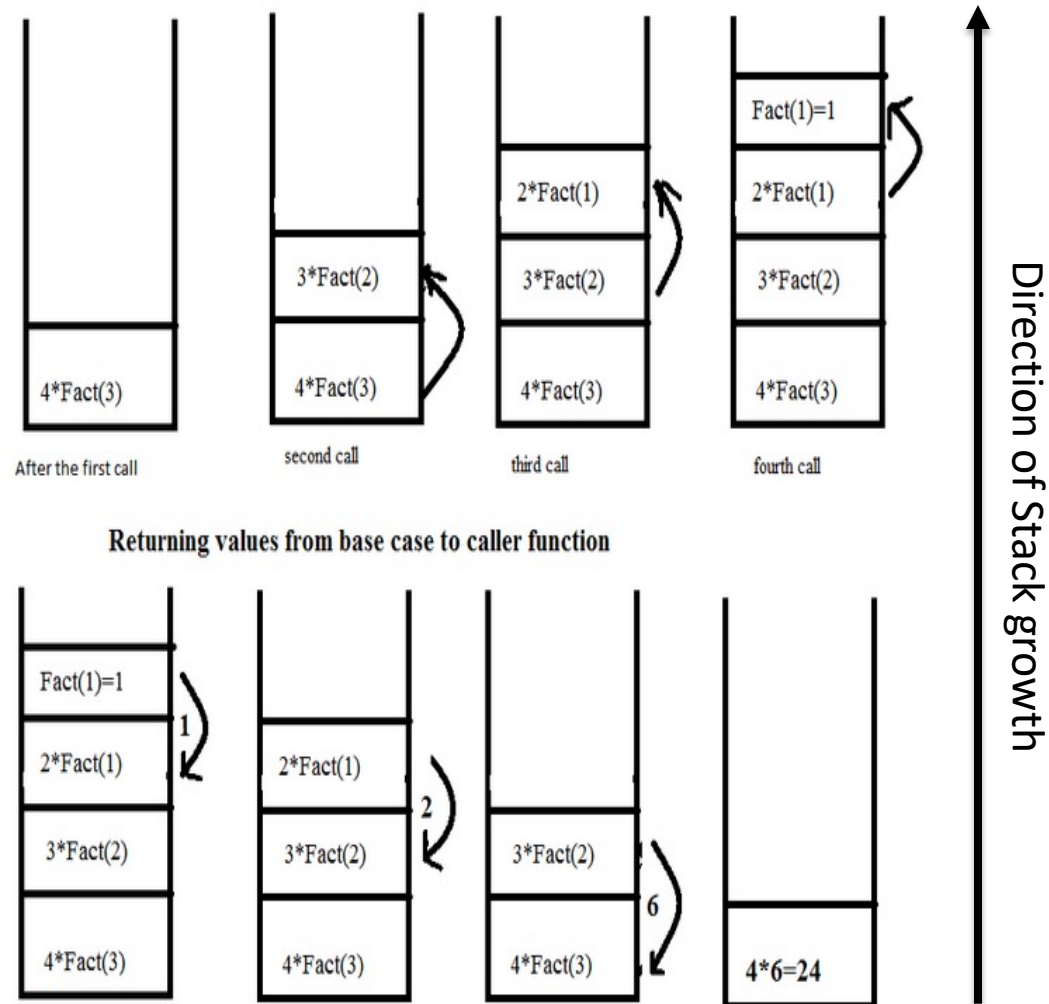 Fact(1)=1
2*Fact(1)
2*Fact(1)
3*Fact(2)
3*Fact(2)
3*Fact(2)
4*Fact(3)
4*Fact(3)
4*Fact(3)
4*Fact(3)
After the first call
second call
third call
fourth call
Direction of Stack growth
Returning values from base case to caller function
Fact(1)=1
1
2*Fact(1)
2*Fact(1)
2
3*Fact(2)
3*Fact(2)
3*Fact(2)
6
4*Fact(3)
4*Fact(3)
4*Fact(3)
4*6=24